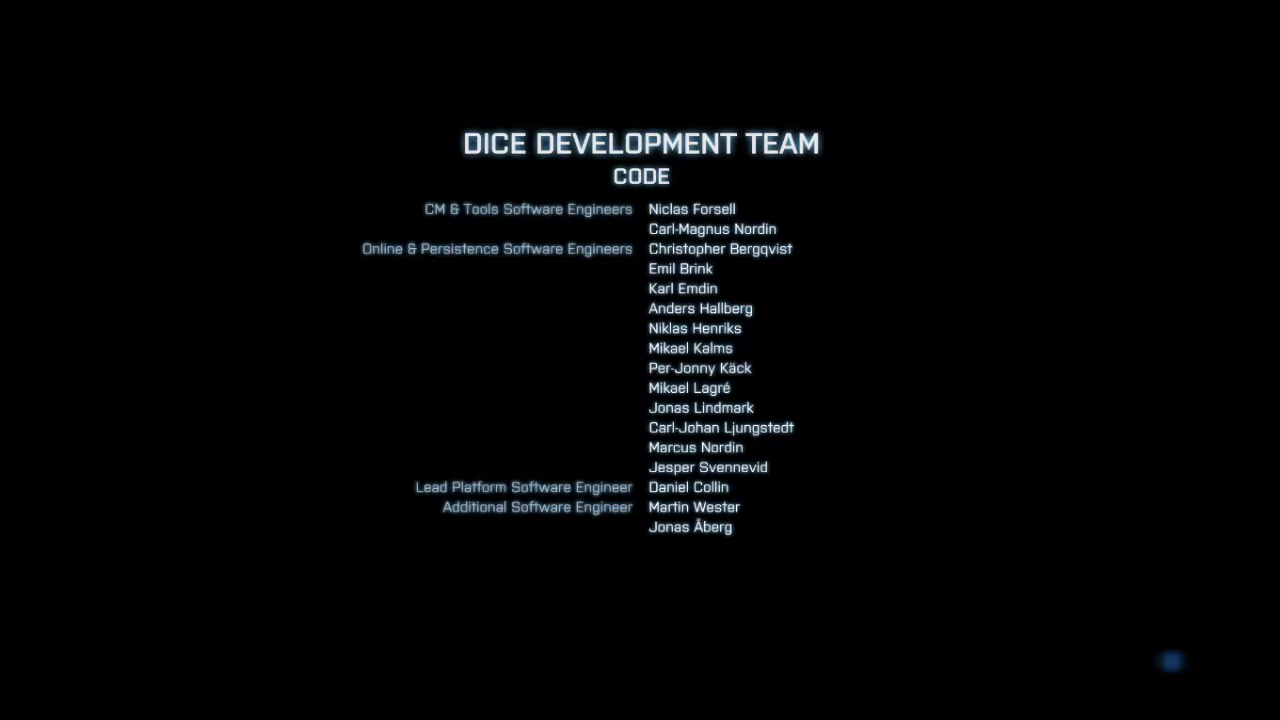 DICE DEVELOPMENT TEAM
CODE
CM & Tools Software Engineers Niclas Forsell
Carl-Magnus Nordin
Online & Persistence Software Engineers Christopher Bergqvist
Emil Brink
Karl Emdin
Anders Hallberg
Niklas Henriks
Mikael Kalms
Per-Jonny Käck
Mikael Lagré
Jonas Lindmark
Carl-Johan Ljungstedt
Marcus Nordin
Jesper Svennevid
Lead Platform Software Engineer Daniel Collin
Additional Software Engineer Martin Wester
Jonas Åberg